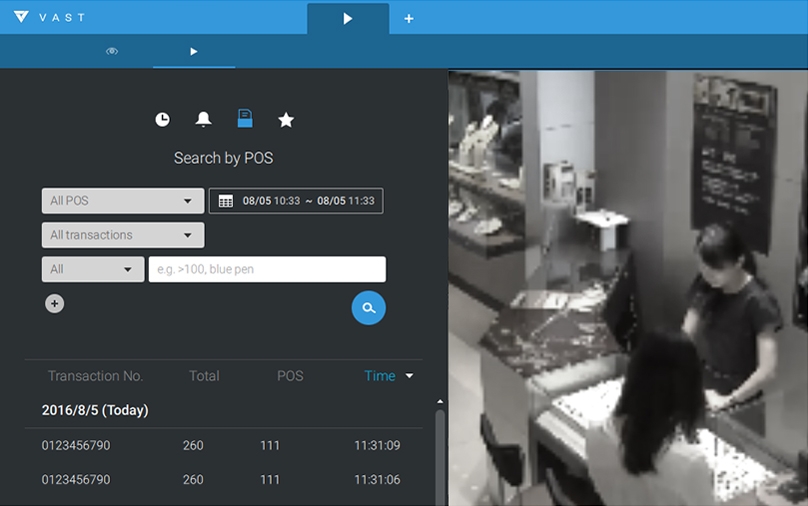 VAST
Search by POS
All POS
08/05 10:33 ~ 08/05 11:33
All transactions
All
e.g. >100, blue pen
Transaction No. Total POS Time
2016/8/5 (Today)
0123456790 260 111 11:31:09
0123456790 260 111 11:31:06